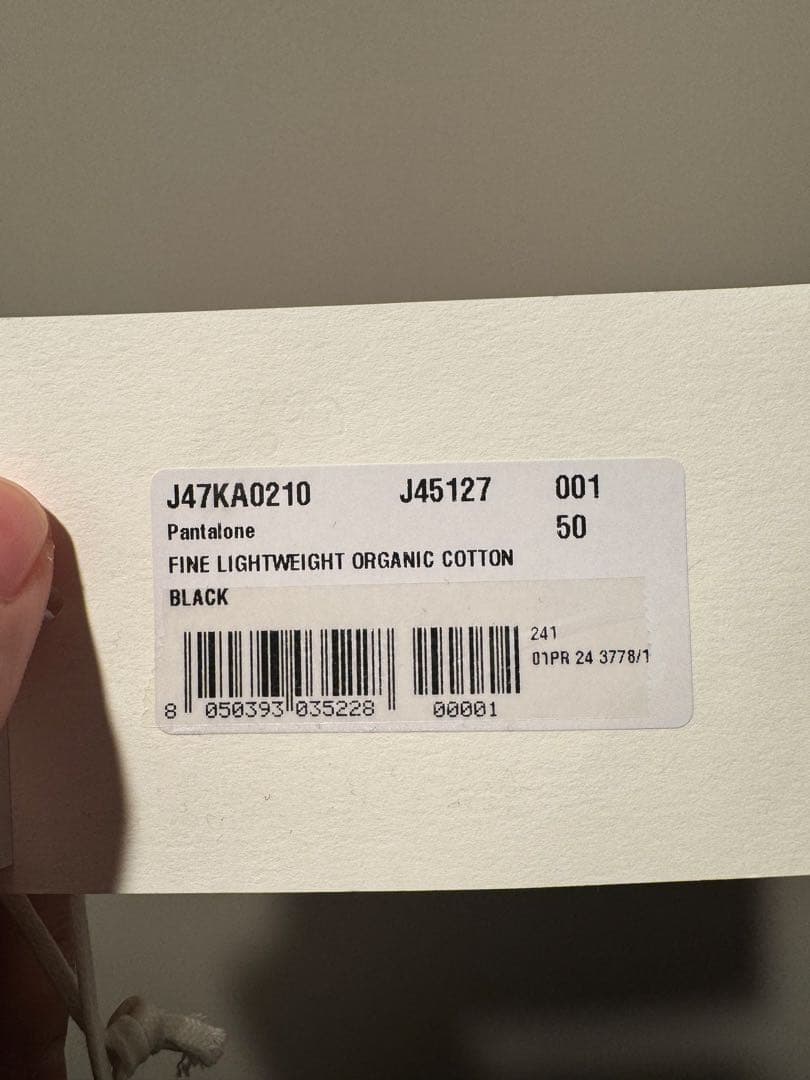 J47KA0210 J45127 001
Pantalone 50
FINE LIGHTWEIGHT ORGANIC COTTON
BLACK
241
01PR 24 3778/1
8 050393 035228 00001